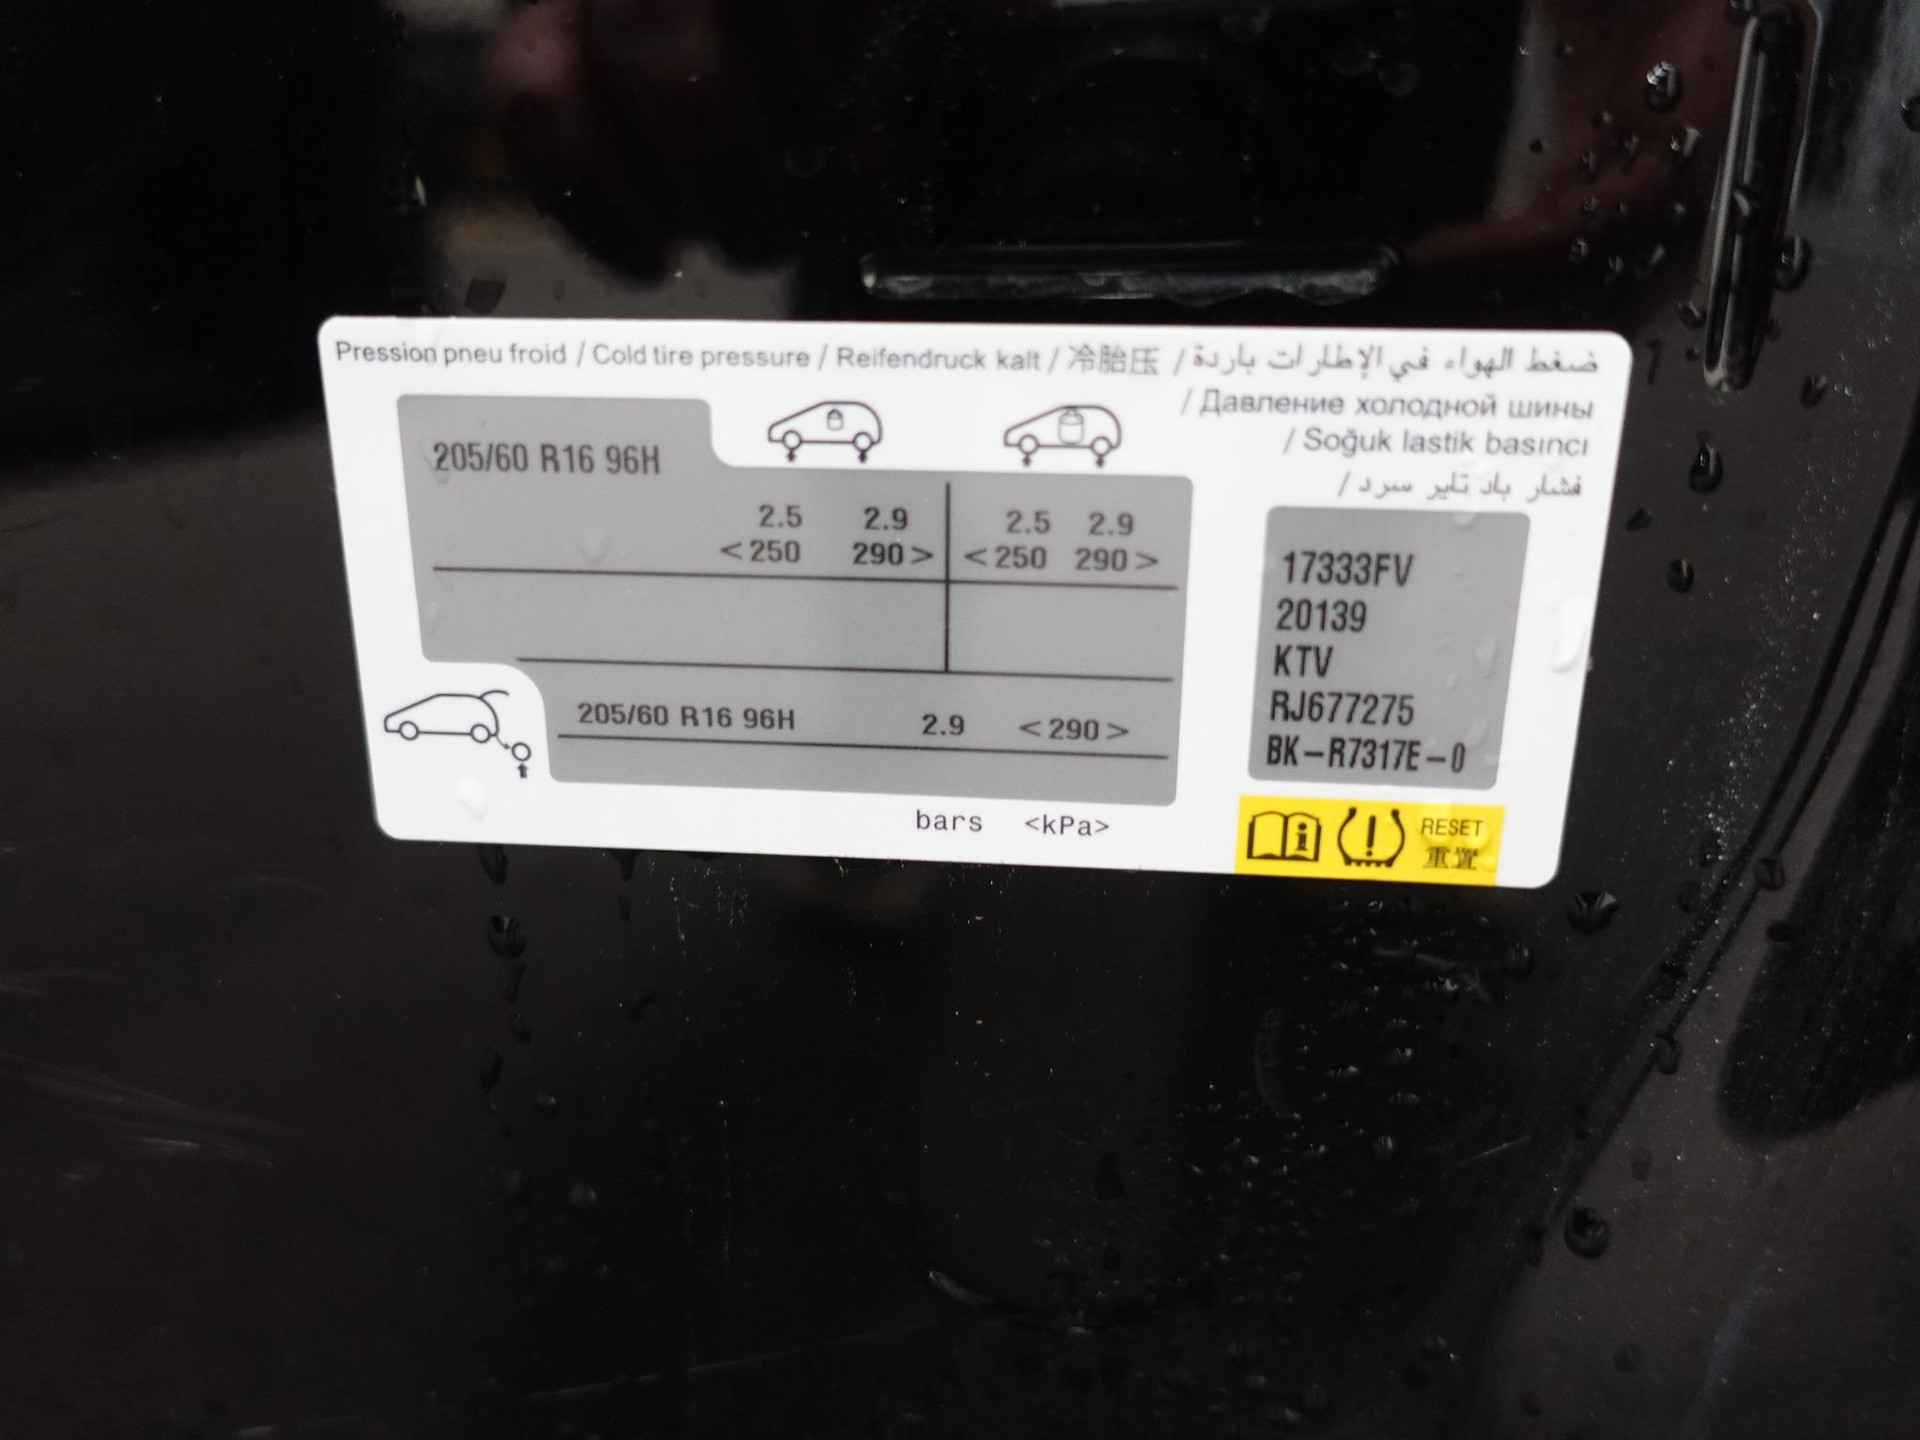 Pression pneu froid / Cold tire pressure / Reifendruck kalt / 冷胎压 / ضغط الهواء في الإطارات باردة
/ Давление холодной шины
/ Soğuk lastik basıncı
/ فشار باد تایر سرد
205/60 R16 96H
2.5 2.9 2.5 2.9
<250 290> <250 290>
205/60 R16 96H 2.9 <290>
bars <kPa>
17333FV
20139
KTV
RJ677275
BK-R7317E-0
RESET
重置